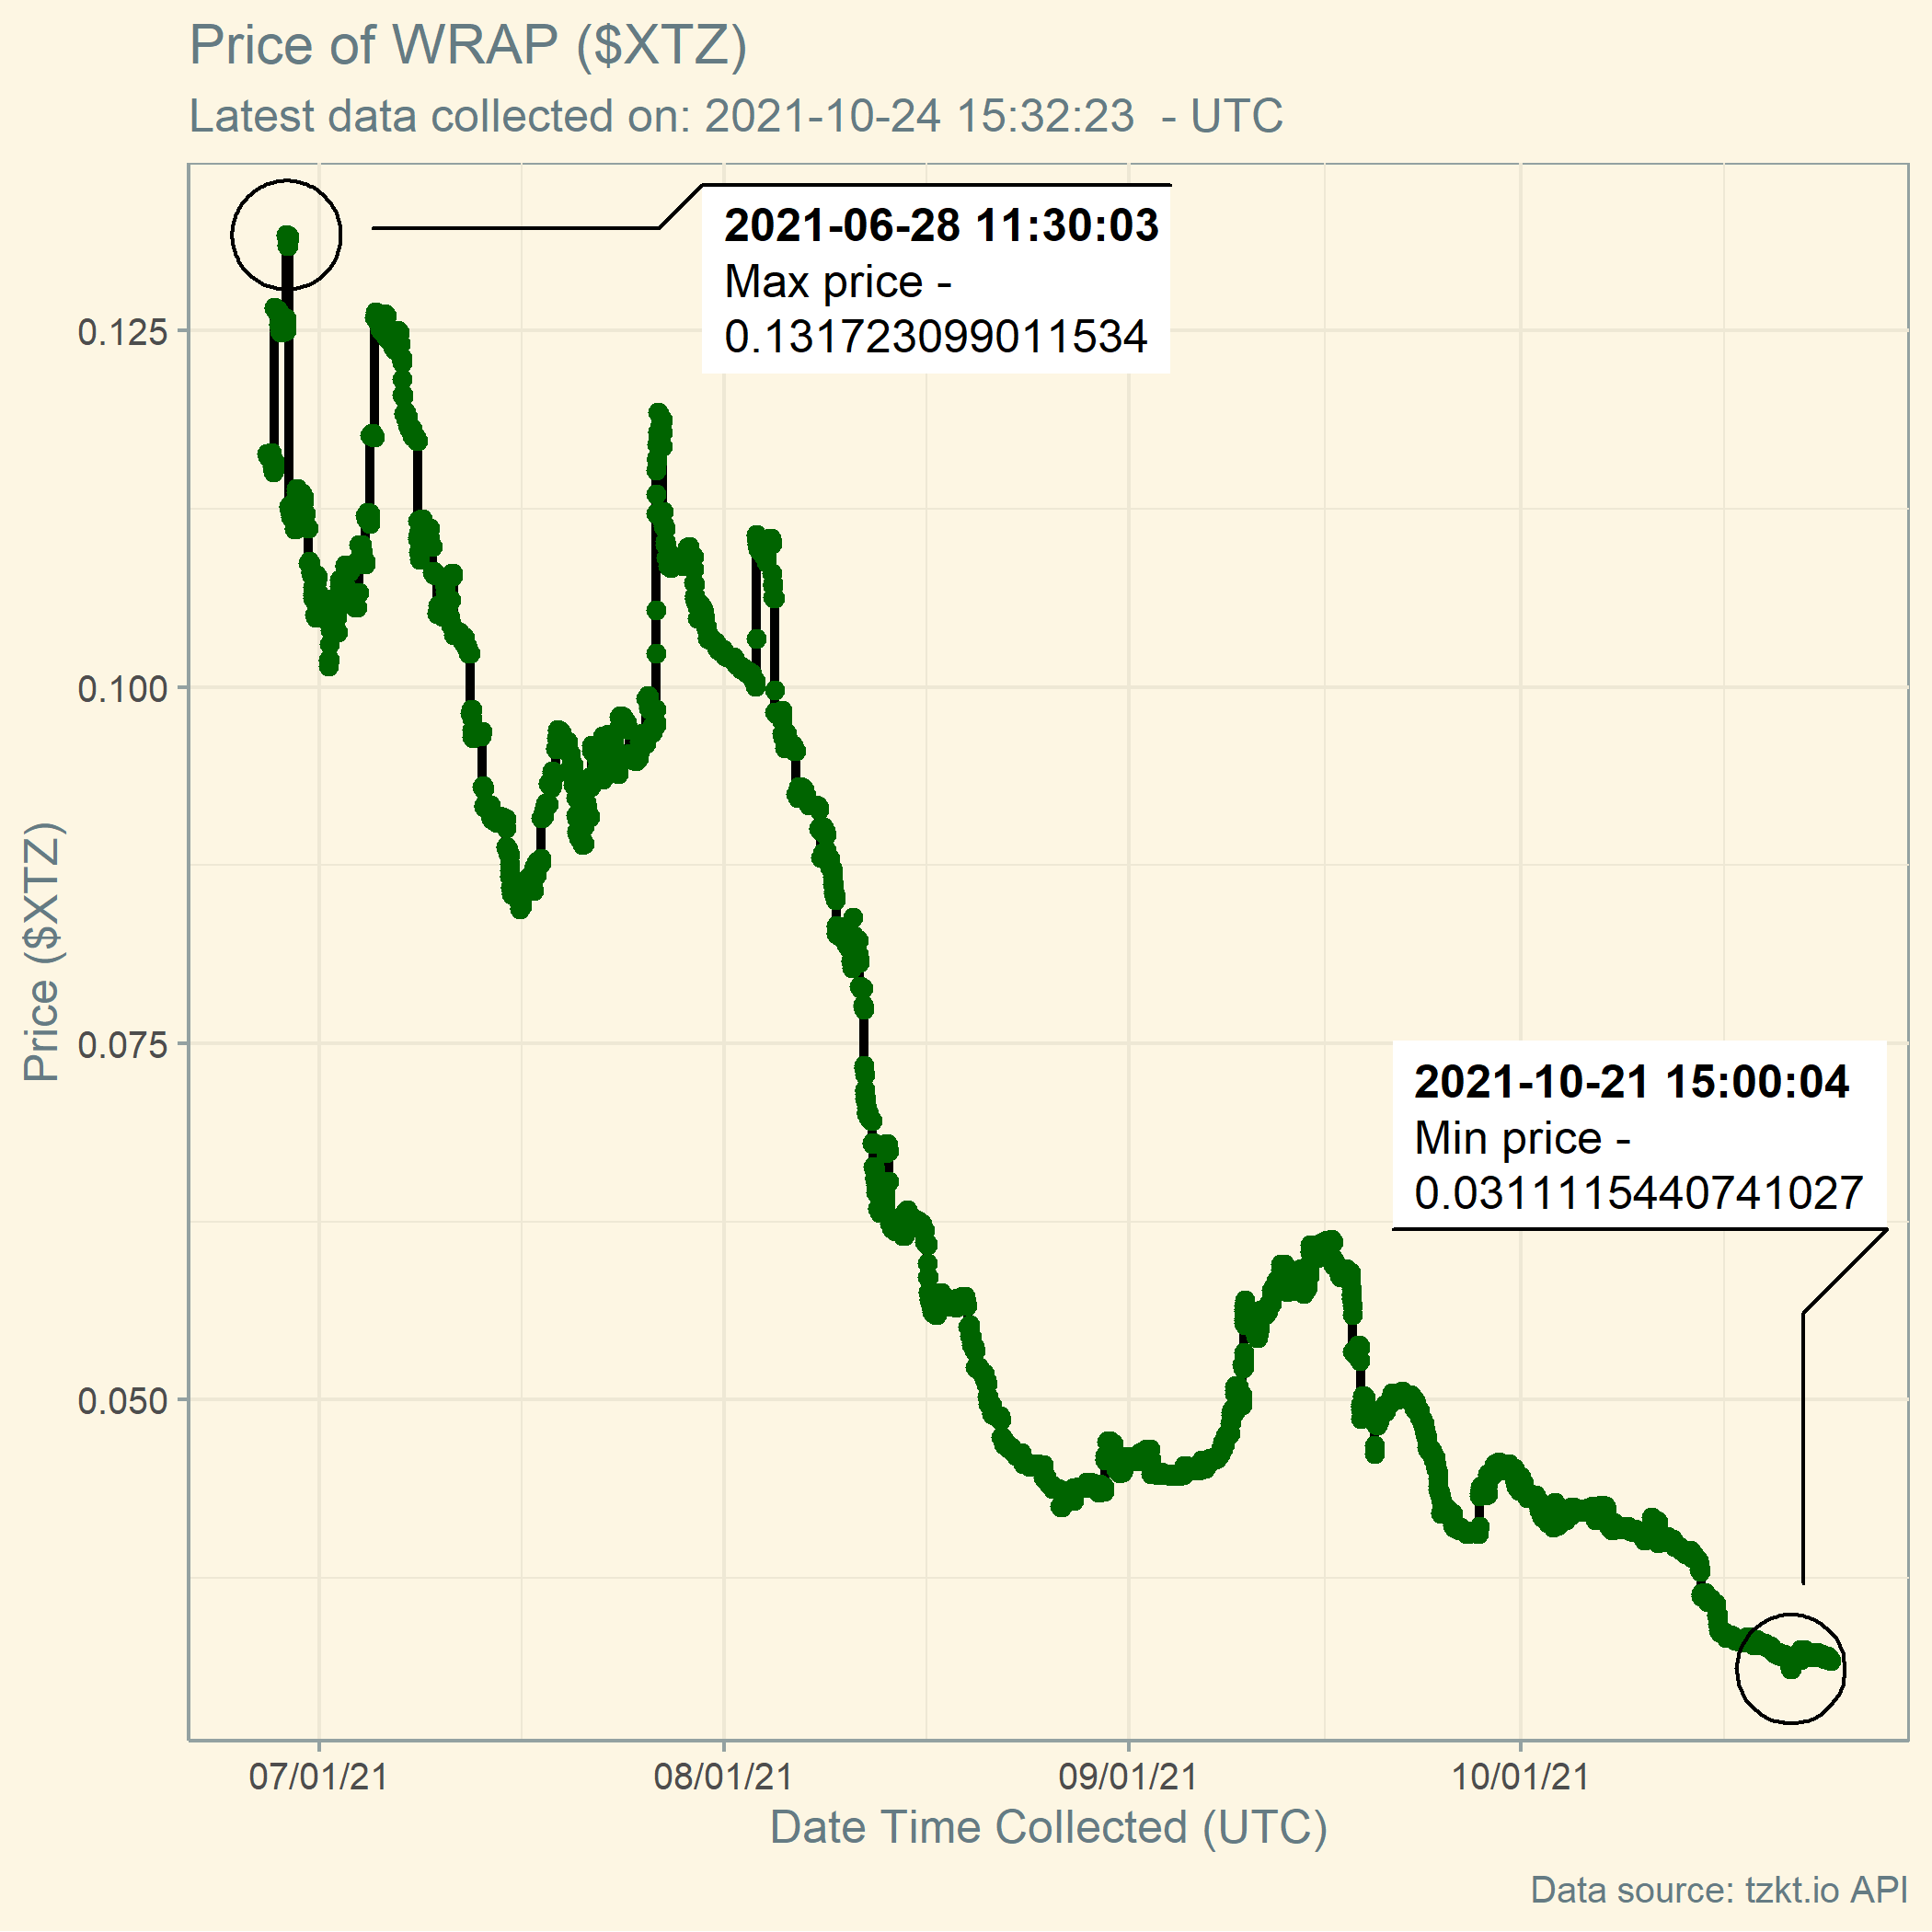 Price of WRAP ($XTZ)
Latest data collected on: 2021-10-24 15:32:23  - UTC
2021-06-28 11:30:03
Max price -
0.131723099011534
2021-10-21 15:00:04
Min price -
0.0311115440741027
Price ($XTZ)
0.125
0.100
0.075
0.050
07/01/21
08/01/21
09/01/21
10/01/21
Date Time Collected (UTC)
Data source: tzkt.io API